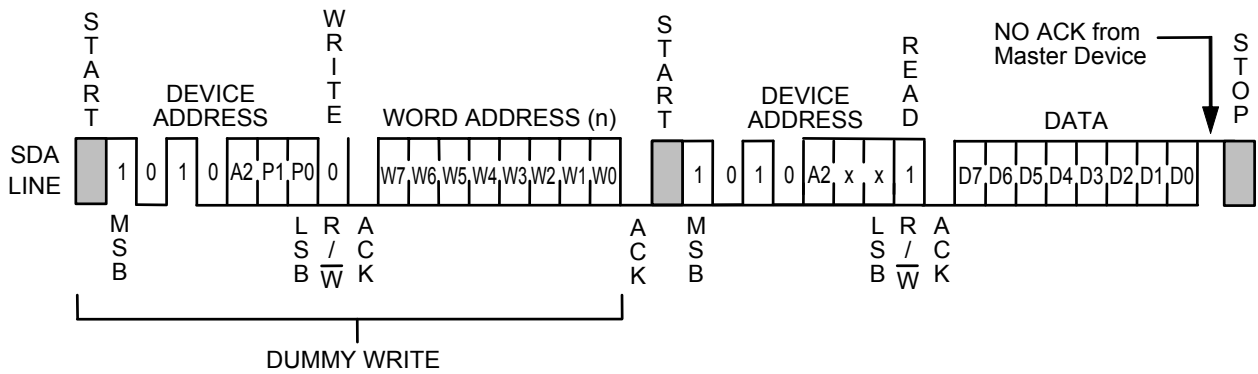 START
WRITE
START
READ
NO ACK from
Master Device
STOP
DEVICE
ADDRESS
WORD ADDRESS (n)
DEVICE
ADDRESS
DATA
SDA
LINE
1 0 1 0 A2 P1 P0 0 W7 W6 W5 W4 W3 W2 W1 W0 1 0 1 0 A2 x x 1 D7 D6 D5 D4 D3 D2 D1 D0
MSB
LSB
R/W̅
ACK
ACK
MSB
LSB
R/W̅
ACK
DUMMY WRITE